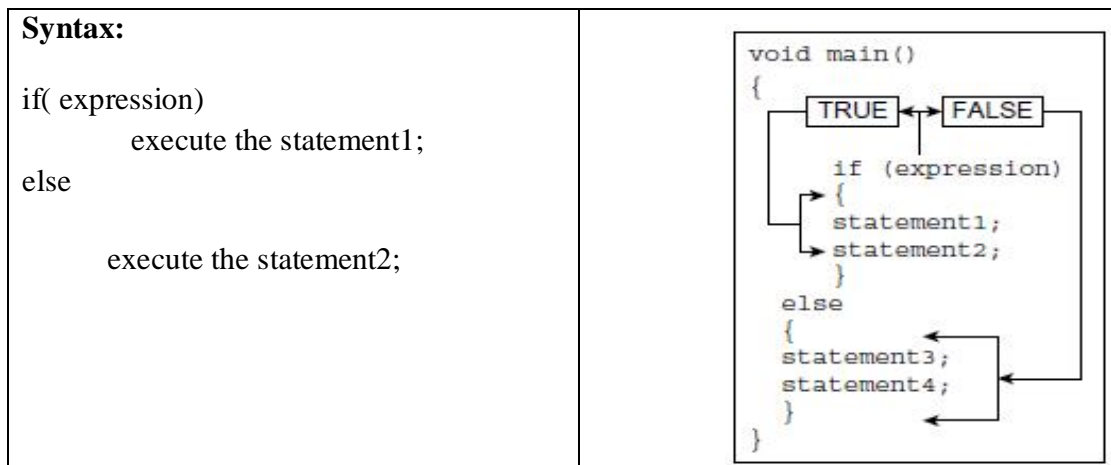 Syntax:
if( expression)
execute the statement1;
else
execute the statement2;
void main()
{
TRUE FALSE
if (expression)
{
statement1;
statement2;
}
else
{
statement3;
statement4;
}
}